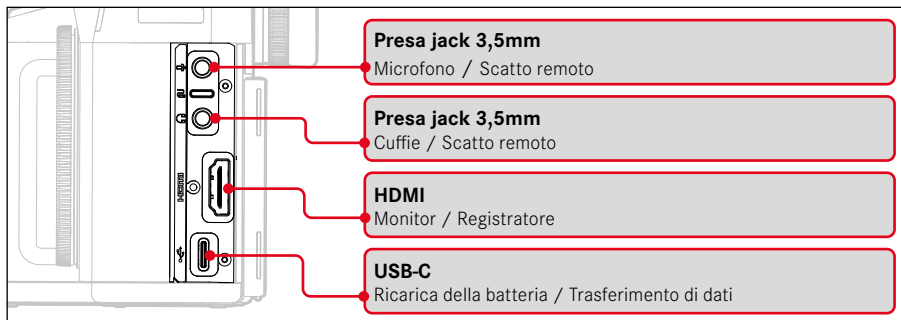 Presa jack 3,5mm
Microfono / Scatto remoto
Presa jack 3,5mm
Cuffie / Scatto remoto
HDMI
HDMI
Monitor / Registratore
USB-C
Ricarica della batteria / Trasferimento di dati